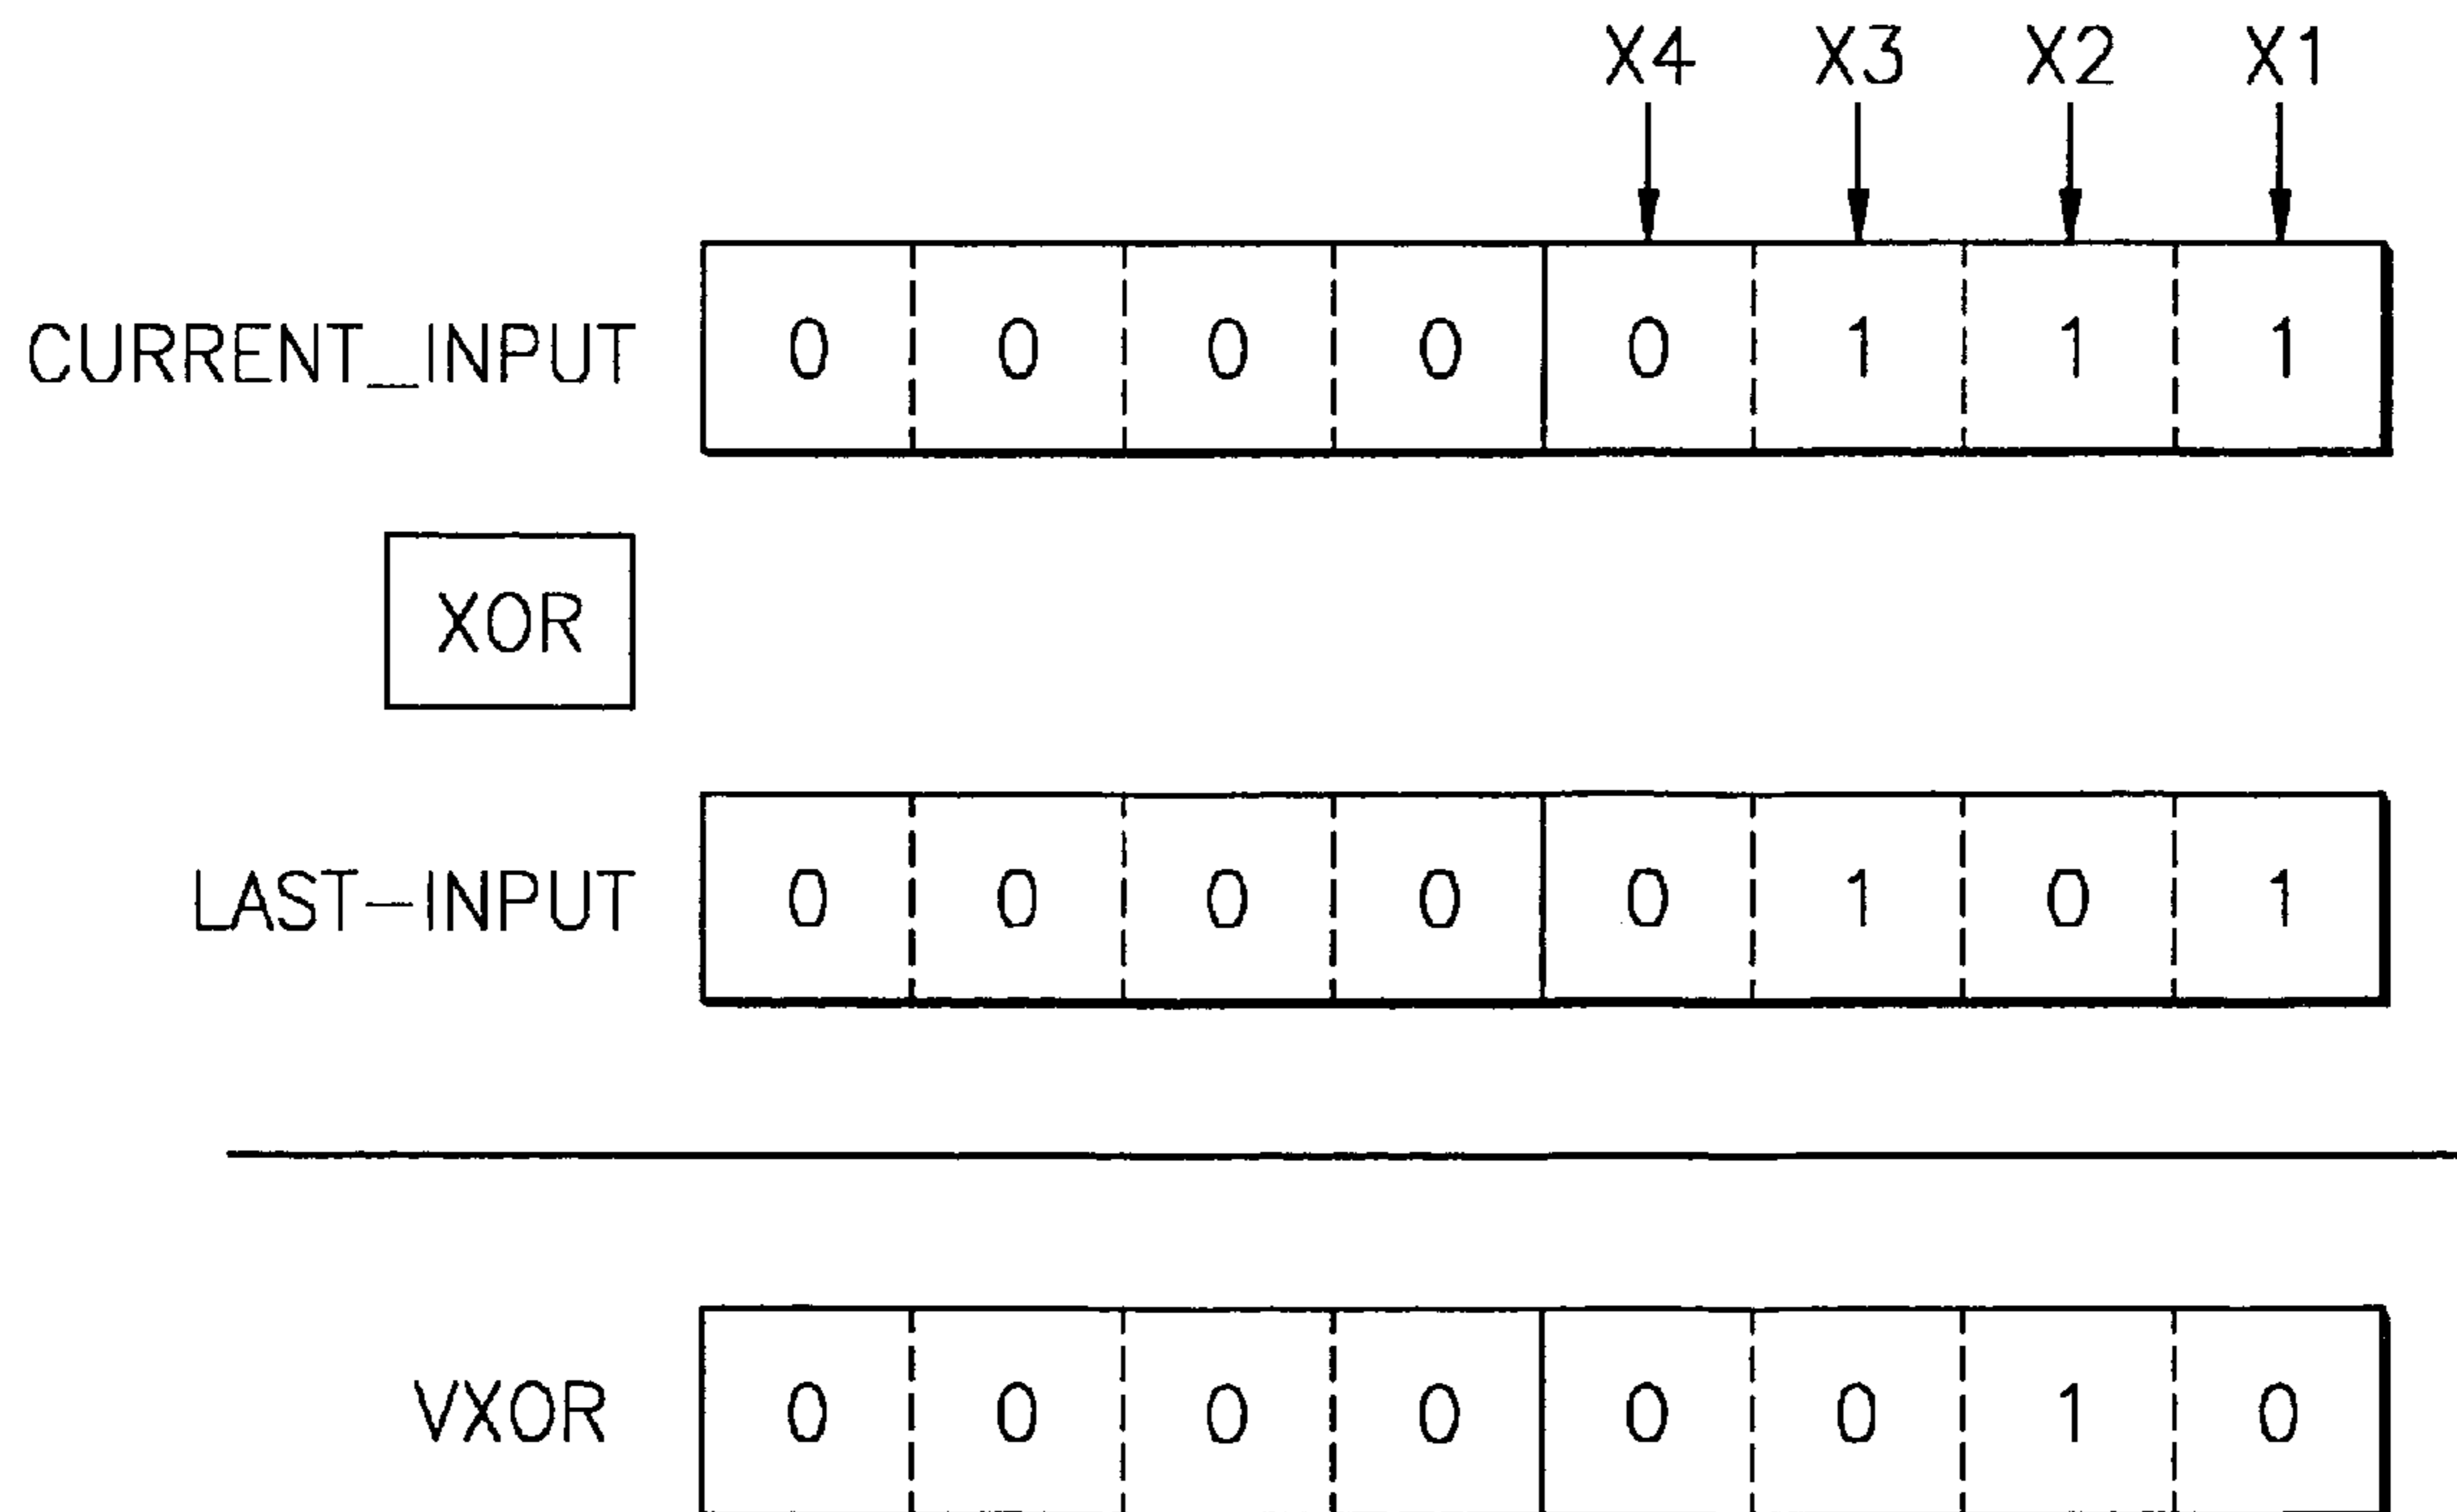 X4 X3 X2 X1
CURRENT_INPUT 0 0 0 0 0 1 1 1
XOR
LAST-INPUT 0 0 0 0 0 1 0 1
VXOR 0 0 0 0 0 0 1 0